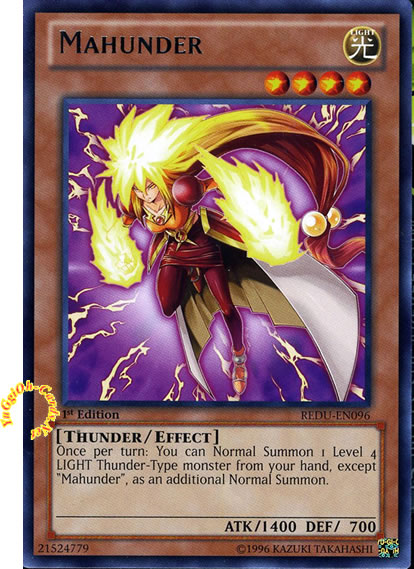 MAHUNDER
LIGHT
光
1st Edition
REDU-EN096
[THUNDER/EFFECT]
Once per turn: You can Normal Summon 1 Level 4
LIGHT Thunder-Type monster from your hand, except
"Mahunder", as an additional Normal Summon.
ATK/1400 DEF/ 700
21524779
©1996 KAZUKI TAKAHASHI